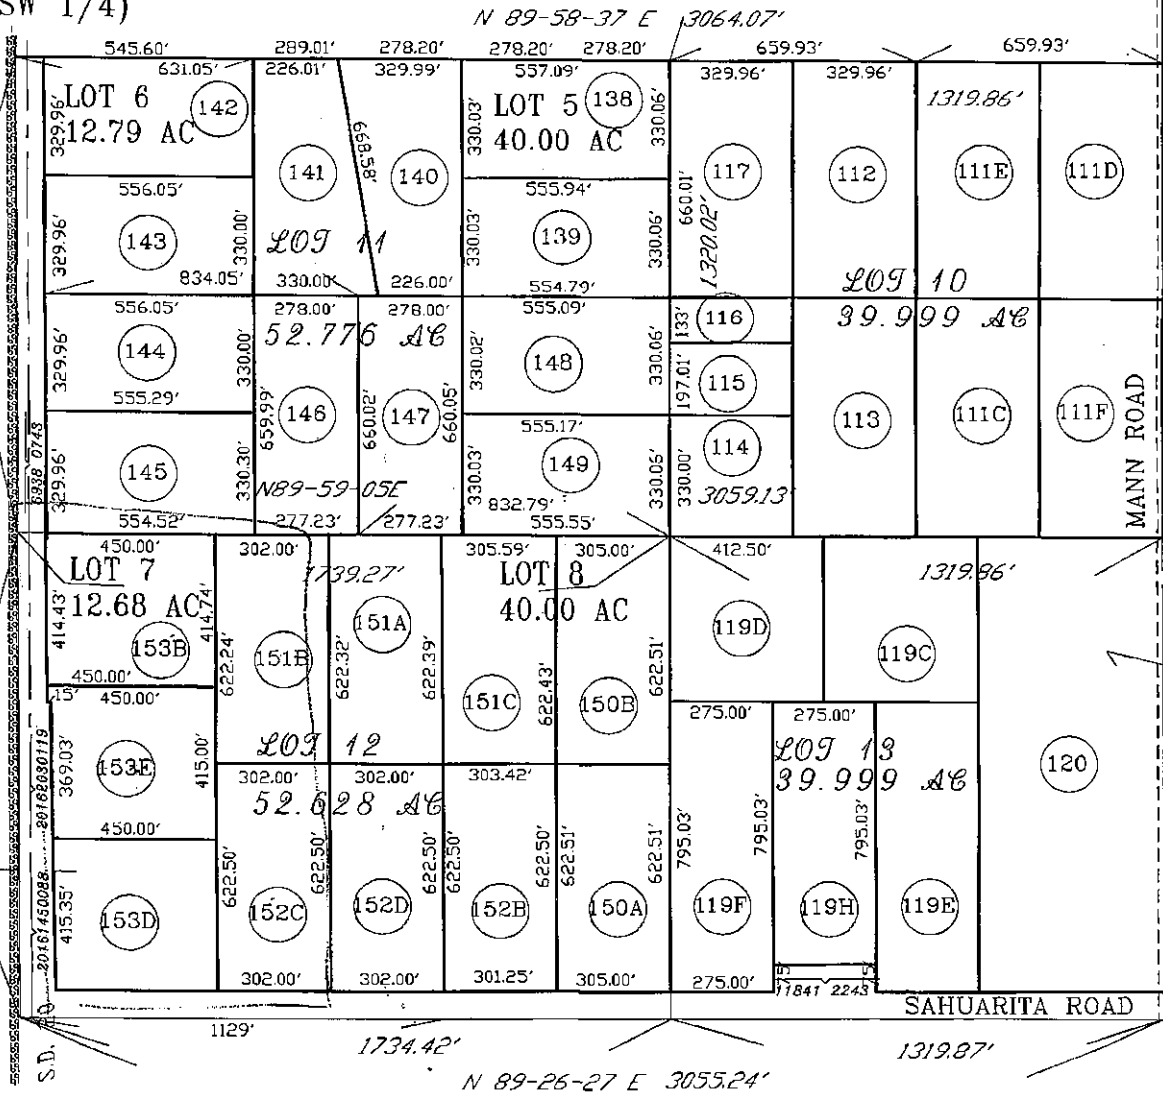 SW 1/4)
N 89-58-37 E 3064.07'
545.60' 289.01' 278.20' 278.20' 278.20' 659.93' 659.93'
631.05' 226.01' 329.99' 557.09' 329.96' 329.96'
LOT 6 142 LOT 5 138 1319.86'
12.79 AC 40.00 AC
329.96' 668.58' 330.03' 330.06'
141 140 117 112 111E 111D
556.05' 555.94' 660.01'
329.96' 143 330.00' LOT 11 330.03' 139 330.06' 1320.02'
834.05' 330.00' 226.00' 554.79' LOT 10
556.05' 278.00' 278.00' 555.09' 133' 116 39.999 AC
52.776 AC
329.96' 144 330.00' 330.02' 148 330.06' 197.01' 115
555.29' 659.99' 146 660.02' 147 660.05' 113 111C 111F MANN ROAD
555.17' 114
6938 0743 329.96' 145 330.30' N89-59-05E 330.03' 149 330.06' 330.00' 3059.13'
832.79'
554.52' 277.23' 277.23' 555.55'
450.00' 302.00' 305.59' 305.00' 412.50'
LOT 7 1739.27' LOT 8 1319.86'
12.68 AC 40.00 AC
414.43' 414.74' 151A 119D
153B 622.24' 151B 622.32' 622.39' 622.43' 622.51' 119C
450.00'
15' 450.00' 151C 150B 275.00' 275.00'
369.03' 153E 415.00' LOT 12 LOT 13 120
302.00' 302.00' 303.42' 39.999 AC
52.628 AC
450.00'
20162030119
622.50' 622.50' 622.50' 622.50' 622.50' 622.51' 622.51' 795.03' 795.03' 795.03'
20161450088 415.35' 153D 152C 152D 152B 150A 119F 119H 119E
302.00' 302.00' 301.25' 305.00' 275.00' 5' 5'
11841 2243
SAHUARITA ROAD
S.D.
1129' 1734.42' 1319.87'
N 89-26-27 E 3055.24'